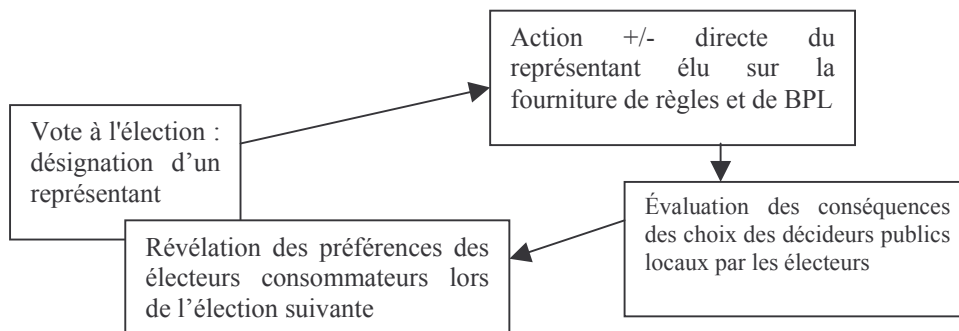 Vote à l'élection :
désignation d’un
représentant
Action +/- directe du
représentant élu sur la
fourniture de règles et de BPL
Évaluation des conséquences
des choix des décideurs publics
locaux par les électeurs
Révélation des préférences des
électeurs consommateurs lors
de l’élection suivante